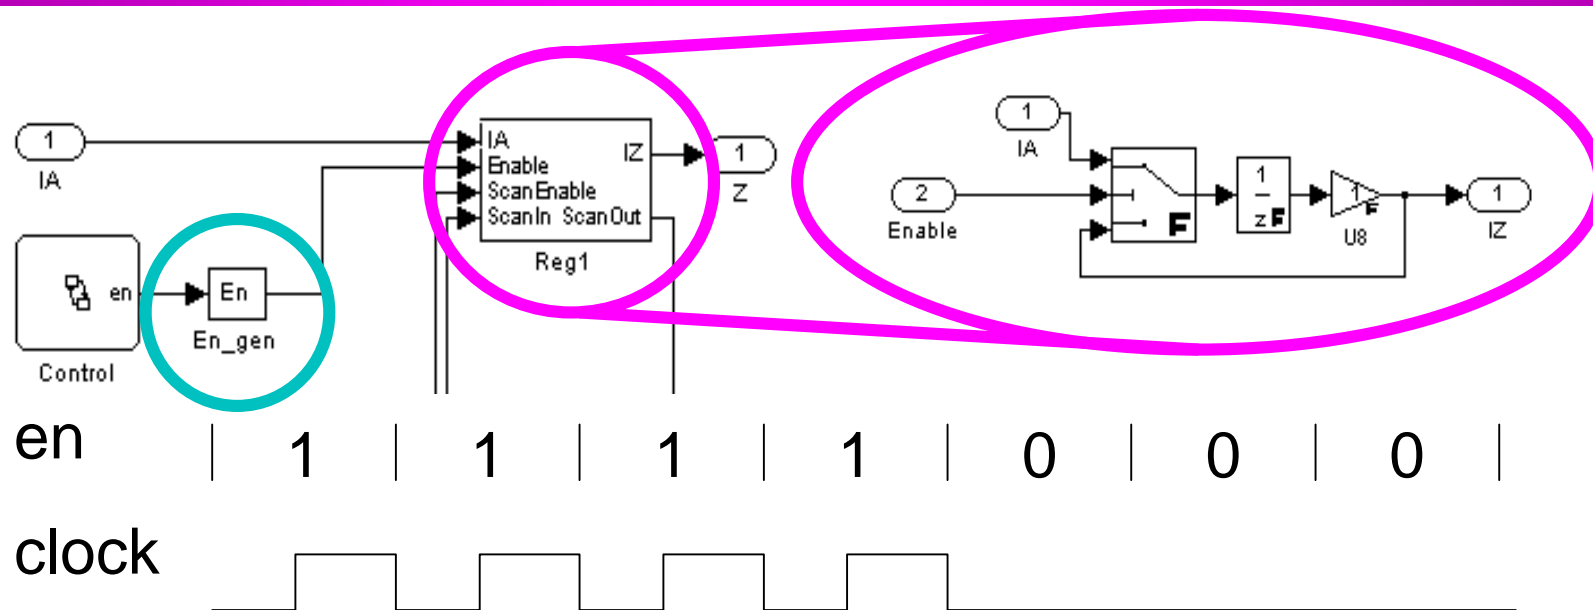 1
IA
IA
Enable
ScanEnable
ScanIn ScanOut
IZ
Reg1
1
Z
en
Control
En
En_gen
1
IA
2
Enable
F
1
z F
1
F
U8
1
IZ
en | 1 | 1 | 1 | 1 | 0 | 0 | 0 |
clock